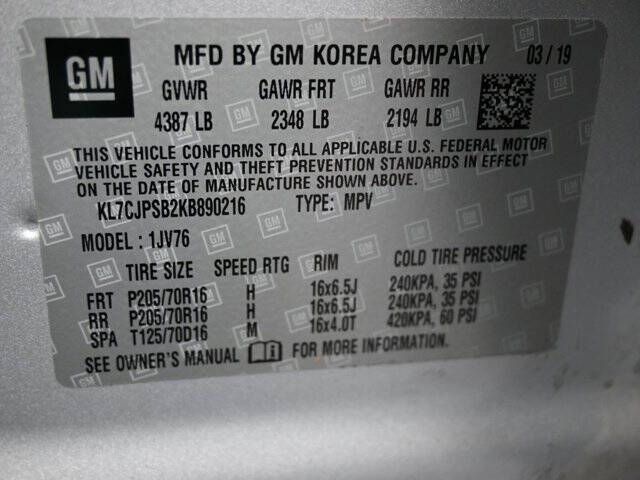 GM MFD BY GM KOREA COMPANY 03 / 19
GVWR GAWR FRT GAWR RR
4387 LB 2348 LB 2194 LB
THIS VEHICLE CONFORMS TO ALL APPLICABLE U.S. FEDERAL MOTOR
VEHICLE SAFETY AND THEFT PREVENTION STANDARDS IN EFFECT
ON THE DATE OF MANUFACTURE SHOWN ABOVE.
KL7CJPSB2KB890216 TYPE: MPV
MODEL : 1JV76
TIRE SIZE SPEED RTG RIM COLD TIRE PRESSURE
FRT P205/70R16 H 16x6.5J 240KPA, 35 PSI
RR P205/70R16 H 16x6.5J 240KPA, 35 PSI
SPA T125/70D16 M 16x4.0T 420KPA, 60 PSI
SEE OWNER'S MANUAL FOR MORE INFORMATION.